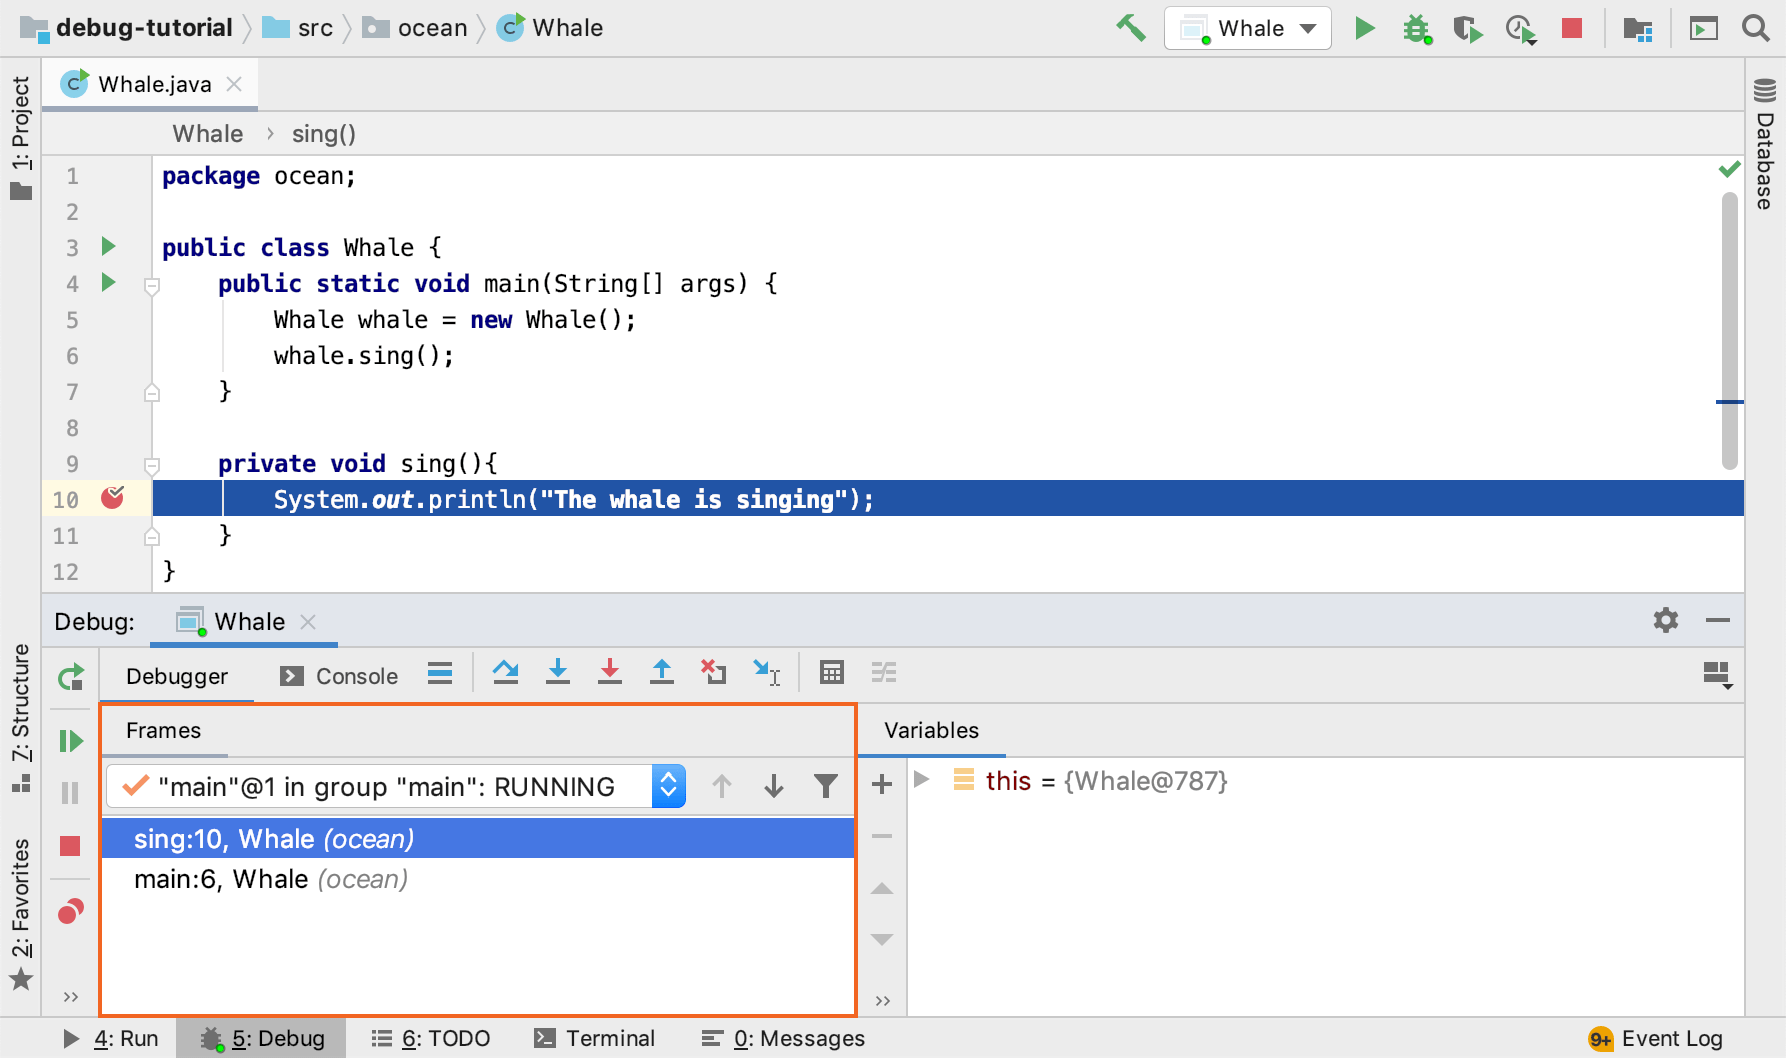 debug-tutorial src ocean Whale Whale
Whale.java
Whale › sing()
1 package ocean;
2
3 public class Whale {
4 public static void main(String[] args) {
5 Whale whale = new Whale();
6 whale.sing();
7 }
8
9 private void sing(){
10 System.out.println("The whale is singing");
11 }
12 }
1: Project
7: Structure
2: Favorites
Database
Debug: Whale
Debugger Console
Frames
"main"@1 in group "main": RUNNING
sing:10, Whale (ocean)
main:6, Whale (ocean)
Variables
this = {Whale@787}
4: Run 5: Debug 6: TODO Terminal 0: Messages 9+ Event Log